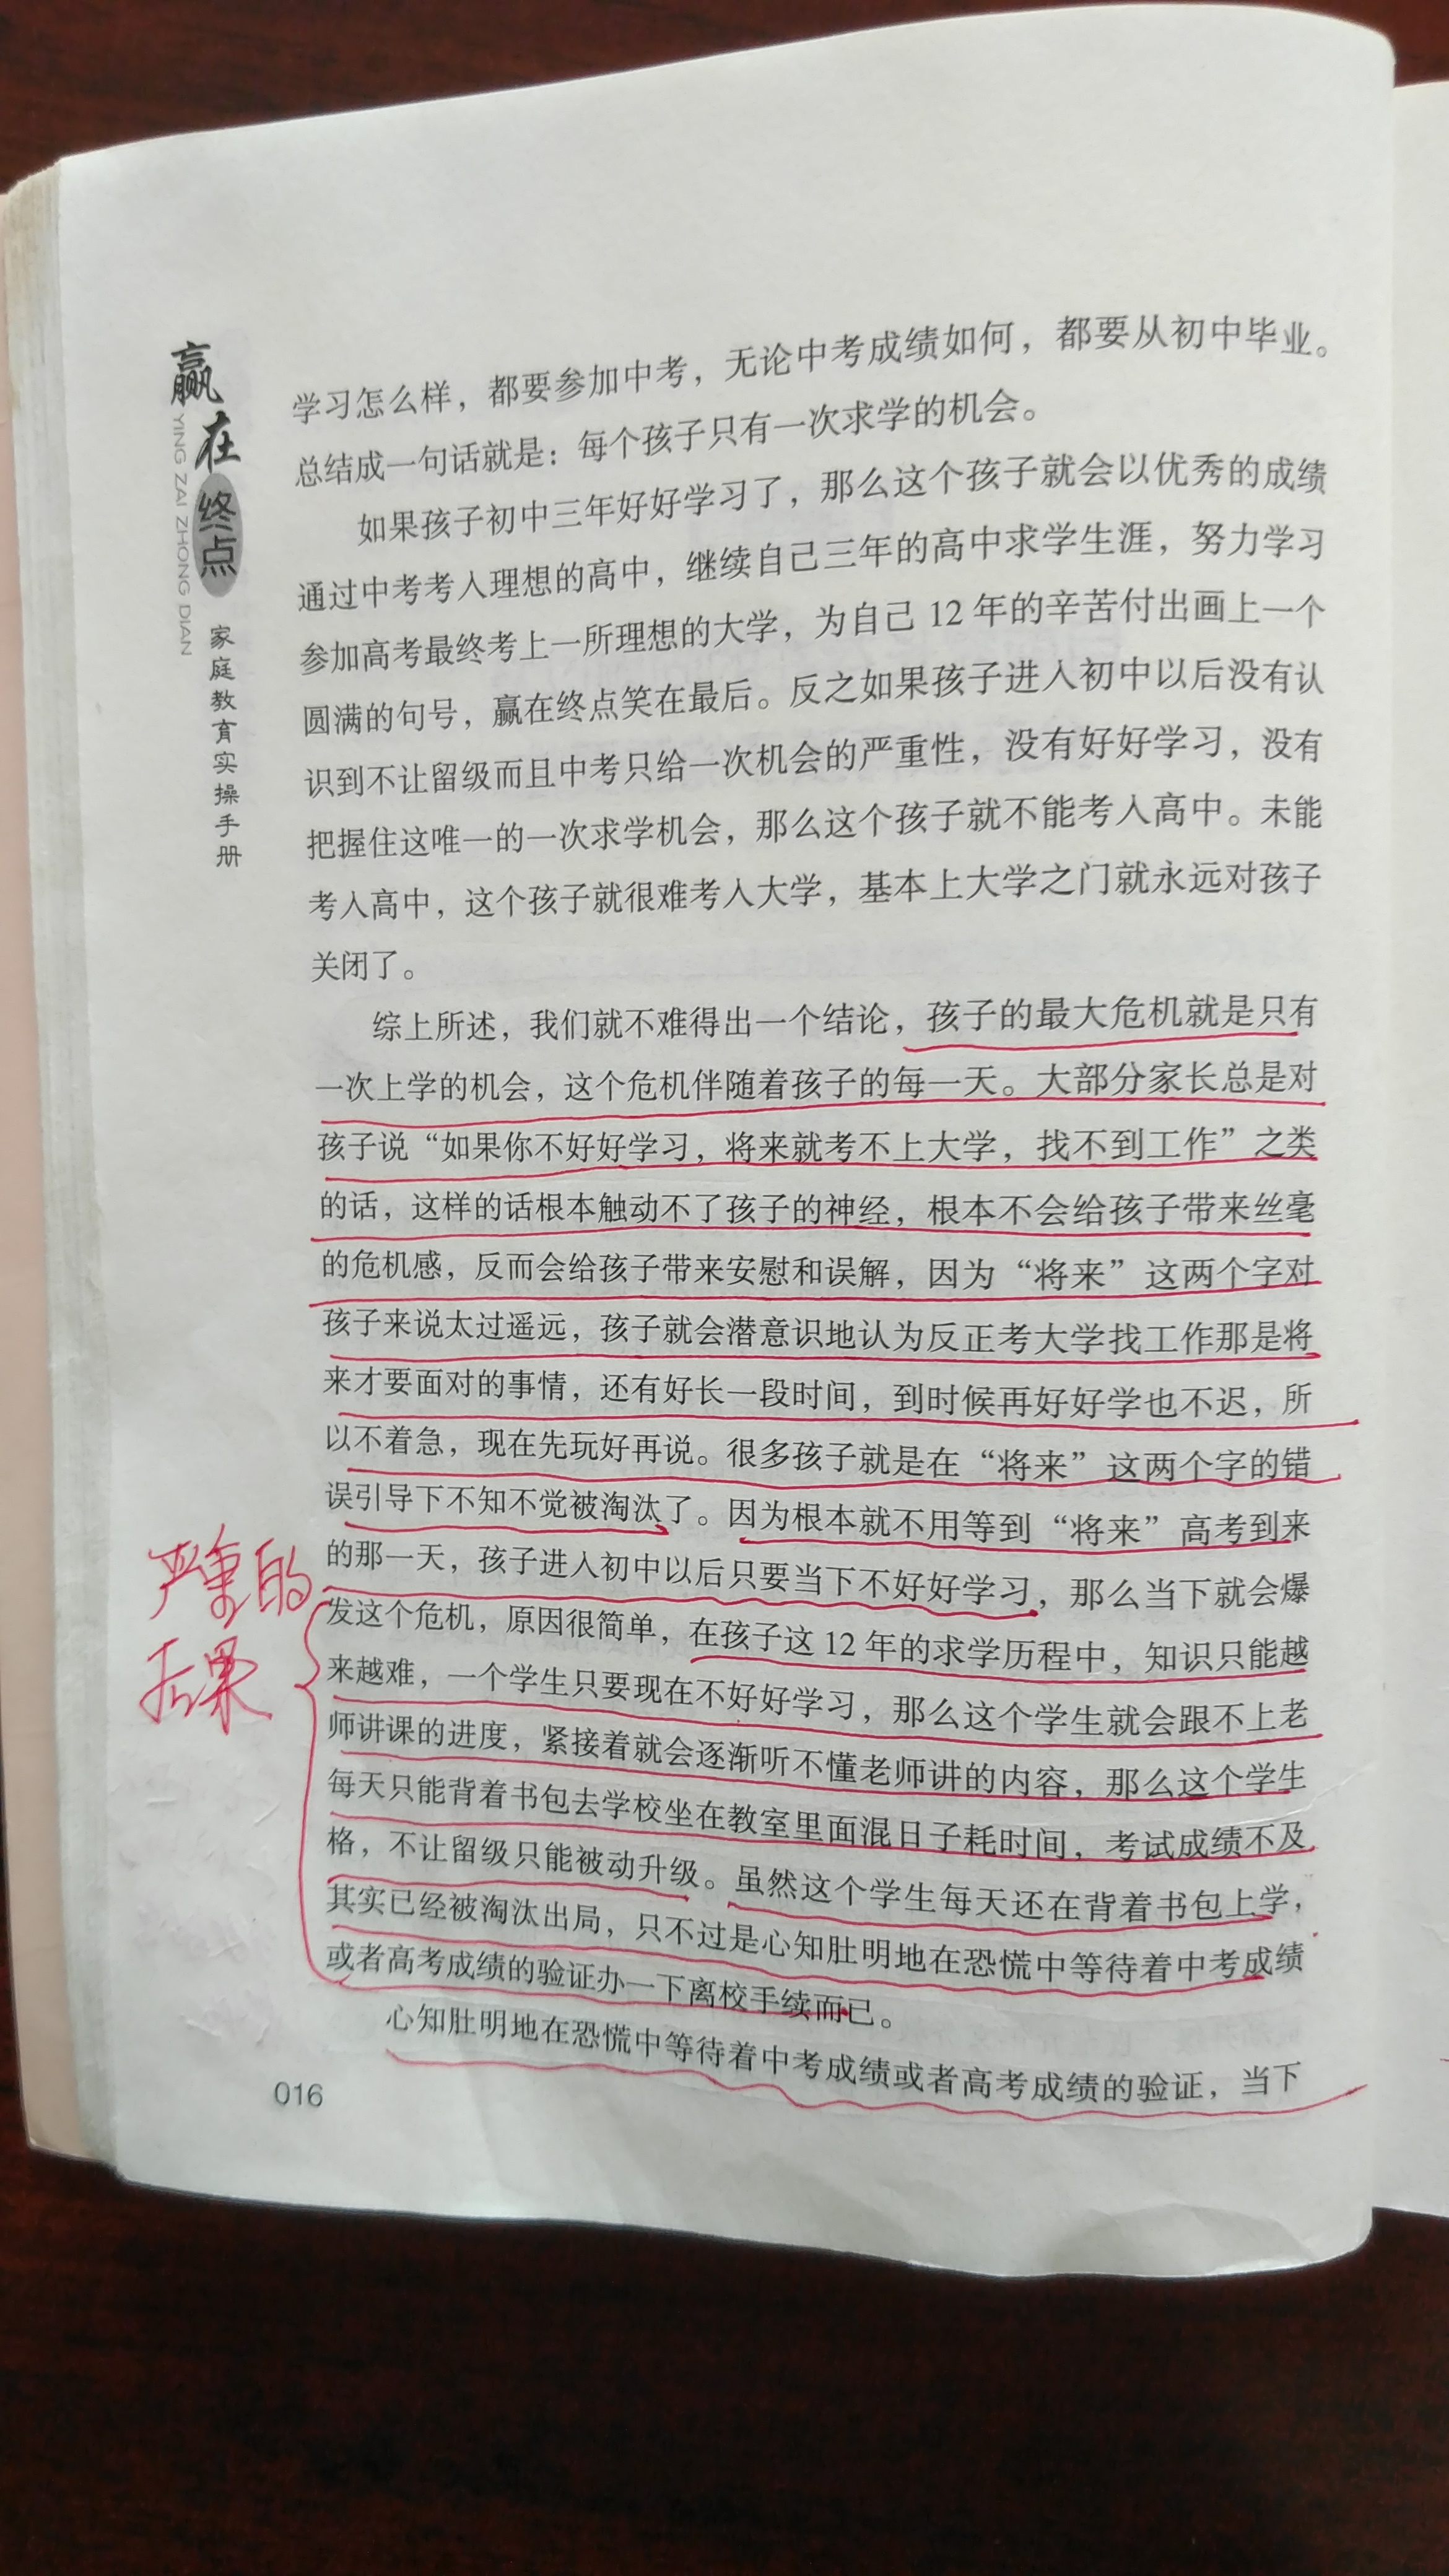 赢在终点
YING ZAI ZHONG DIAN
家庭教育实操手册
学习怎么样，都要参加中考，无论中考成绩如何，都要从初中毕业。
总结成一句话就是：每个孩子只有一次求学的机会。
如果孩子初中三年好好学习了，那么这个孩子就会以优秀的成绩
通过中考考入理想的高中，继续自己三年的高中求学生涯，努力学习
参加高考最终考上一所理想的大学，为自己 12 年的辛苦付出画上一个
圆满的句号，赢在终点笑在最后。反之如果孩子进入初中以后没有认
识到不让留级而且中考只给一次机会的严重性，没有好好学习，没有
把握住这唯一的一次求学机会，那么这个孩子就不能考入高中。未能
考入高中，这个孩子就很难考入大学，基本上大学之门就永远对孩子
关闭了。
综上所述，我们就不难得出一个结论，孩子的最大危机就是只有
一次上学的机会，这个危机伴随着孩子的每一天。大部分家长总是对
孩子说“如果你不好好学习，将来就考不上大学，找不到工作”之类
的话，这样的话根本触动不了孩子的神经，根本不会给孩子带来丝毫
的危机感，反而会给孩子带来安慰和误解，因为“将来”这两个字对
孩子来说太过遥远，孩子就会潜意识地认为反正考大学找工作那是将
来才要面对的事情，还有好长一段时间，到时候再好好学也不迟，所
以不着急，现在先玩好再说。很多孩子就是在“将来”这两个字的错
误引导下不知不觉被淘汰了。因为根本就不用等到“将来”高考到来
的那一天，孩子进入初中以后只要当下不好好学习，那么当下就会爆
发这个危机，原因很简单，在孩子这 12 年的求学历程中，知识只能越
来越难，一个学生只要现在不好好学习，那么这个学生就会跟不上老
师讲课的进度，紧接着就会逐渐听不懂老师讲的内容，那么这个学生
每天只能背着书包去学校坐在教室里面混日子耗时间，考试成绩不及
格，不让留级只能被动升级。虽然这个学生每天还在背着书包上学，
其实已经被淘汰出局，只不过是心知肚明地在恐慌中等待着中考成绩
或者高考成绩的验证办一下离校手续而已。
心知肚明地在恐慌中等待着中考成绩或者高考成绩的验证，当下
严重的
后果
016